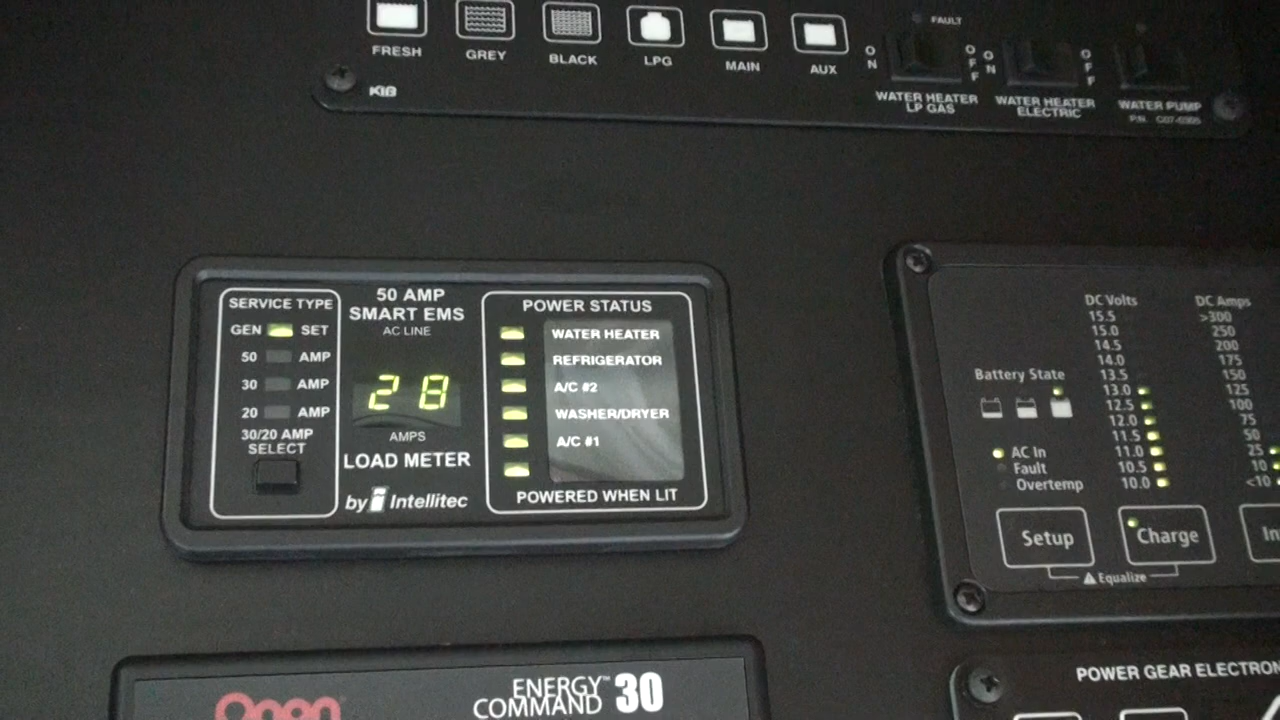 FRESH
GREY
BLACK
LPG
MAIN
AUX
KIB
FAULT
ON
OFF
WATER HEATER
LP GAS
ON
OFF
WATER HEATER
ELECTRIC
WATER PUMP
P.N.
SERVICE TYPE
GEN SET
50 AMP
30 AMP
20 AMP
30/20 AMP
SELECT
50 AMP
SMART EMS
AC LINE
28
AMPS
LOAD METER
by Intellitec
POWER STATUS
WATER HEATER
REFRIGERATOR
A/C #2
WASHER/DRYER
A/C #1
POWERED WHEN LIT
Battery State
AC In
Fault
Overtemp
DC Volts
15.5
15.0
14.5
14.0
13.5
13.0
12.5
12.0
11.5
11.0
10.5
10.0
DC Amps
>300
250
200
175
150
125
100
75
50
25
10
<10
Setup
Charge
In
Equalize
Onan
ENERGY™
COMMAND 30
POWER GEAR ELECTRON